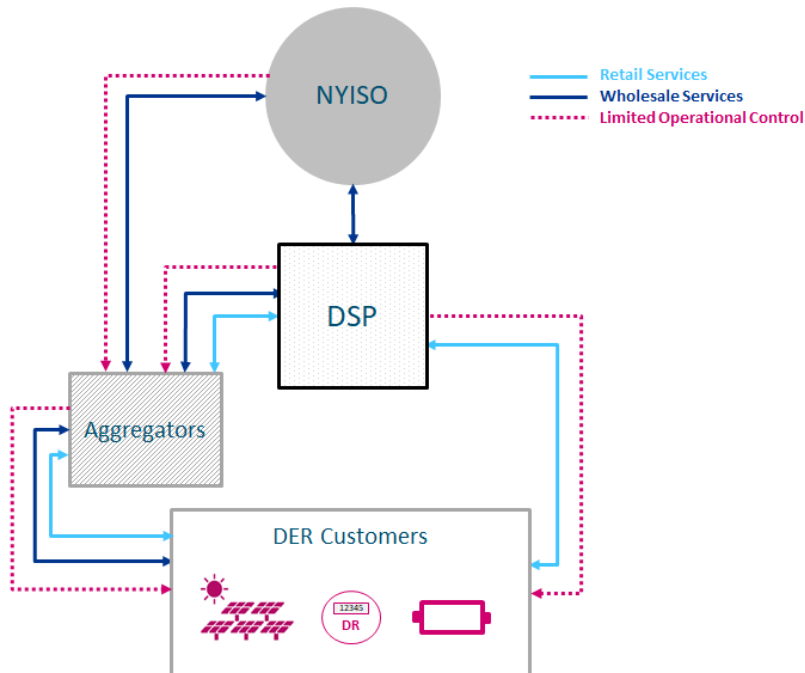 NYISO
Retail Services
Wholesale Services
Limited Operational Control
DSP
Aggregators
DER Customers
12345
DR